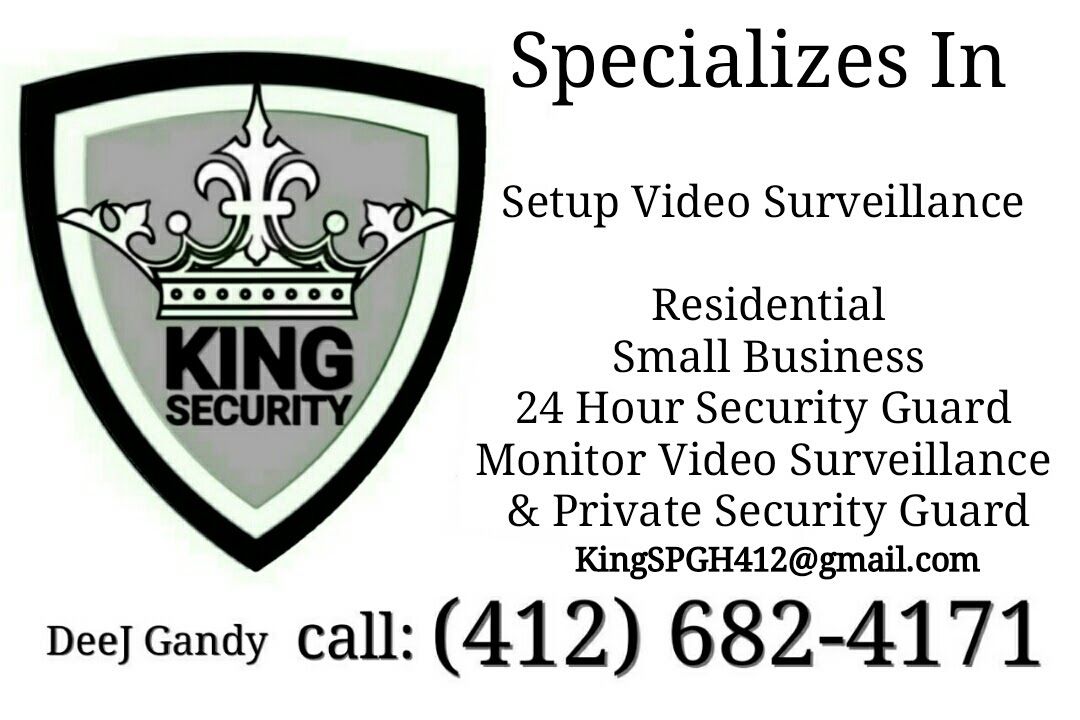 Specializes In
Setup Video Surveillance
Residential
Small Business
24 Hour Security Guard
Monitor Video Surveillance
& Private Security Guard
KingSPGH412@gmail.com
KING
SECURITY
DeeJ Gandy call: (412) 682-4171